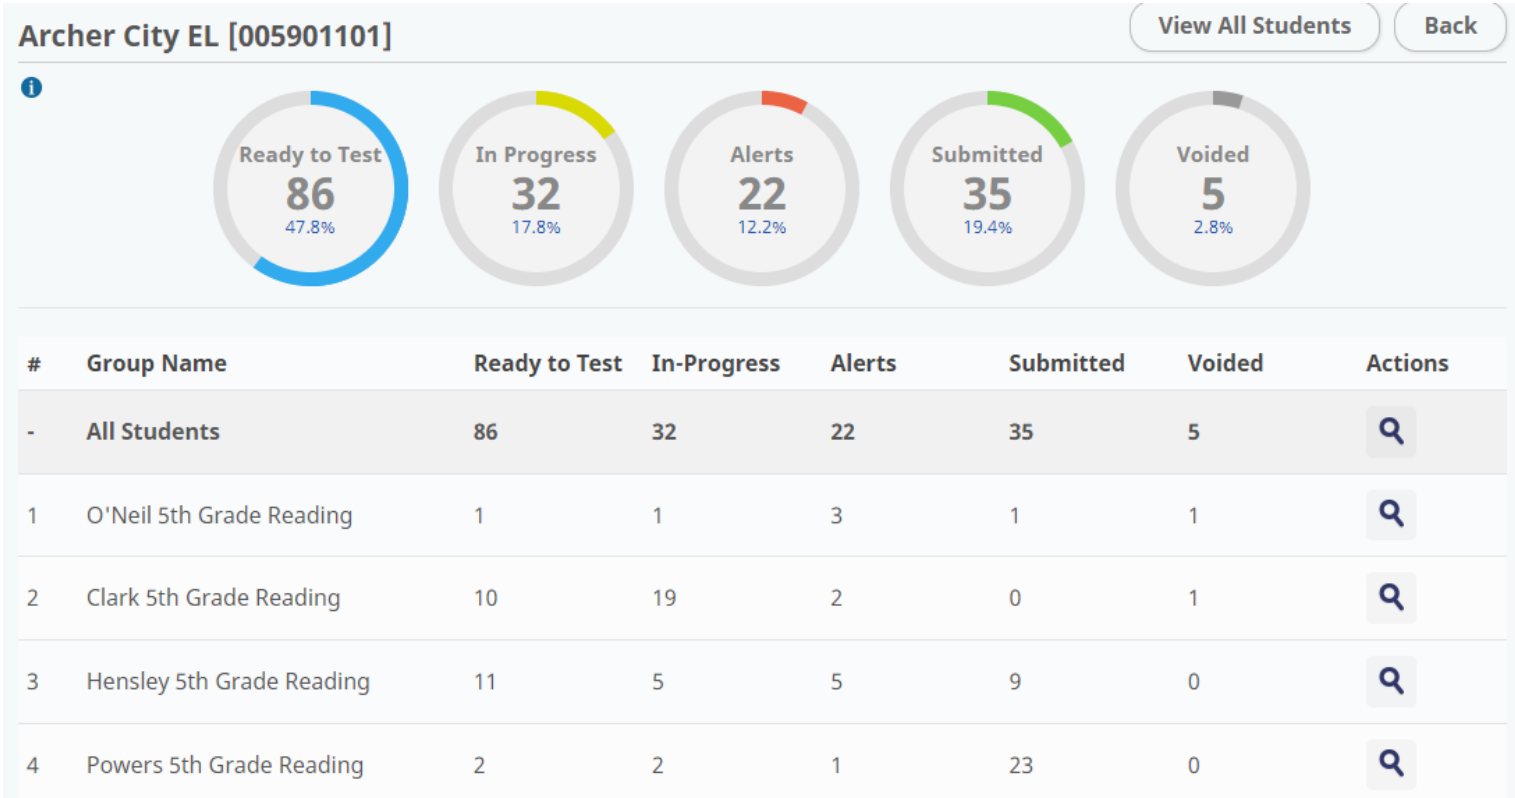 Archer City EL [005901101]
View All Students
Back
i
Ready to Test
86
47.8%
In Progress
32
17.8%
Alerts
22
12.2%
Submitted
35
19.4%
Voided
5
2.8%
# Group Name Ready to Test In-Progress Alerts Submitted Voided Actions
- All Students 86 32 22 35 5
1 O'Neil 5th Grade Reading 1 1 3 1 1
2 Clark 5th Grade Reading 10 19 2 0 1
3 Hensley 5th Grade Reading 11 5 5 9 0
4 Powers 5th Grade Reading 2 2 1 23 0